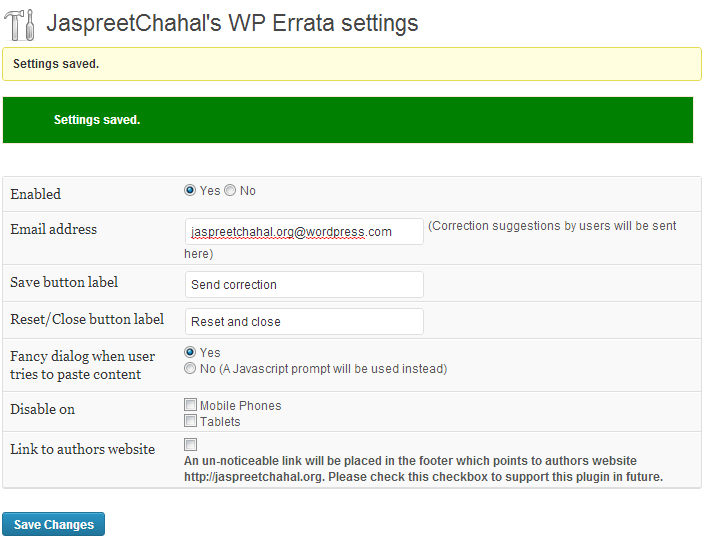 JaspreetChahal's WP Errata settings
Settings saved.
Settings saved.
Enabled
Yes No
Email address
jaspreetchahal.org@wordpress.com (Correction suggestions by users will be sent
here)
Save button label
Send correction
Reset/Close button label
Reset and close
Fancy dialog when user
tries to paste content
Yes
No (A Javascript prompt will be used instead)
Disable on
Mobile Phones
Tablets
Link to authors website
An un-noticeable link will be placed in the footer which points to authors website
http://jaspreetchahal.org. Please check this checkbox to support this plugin in future.
Save Changes